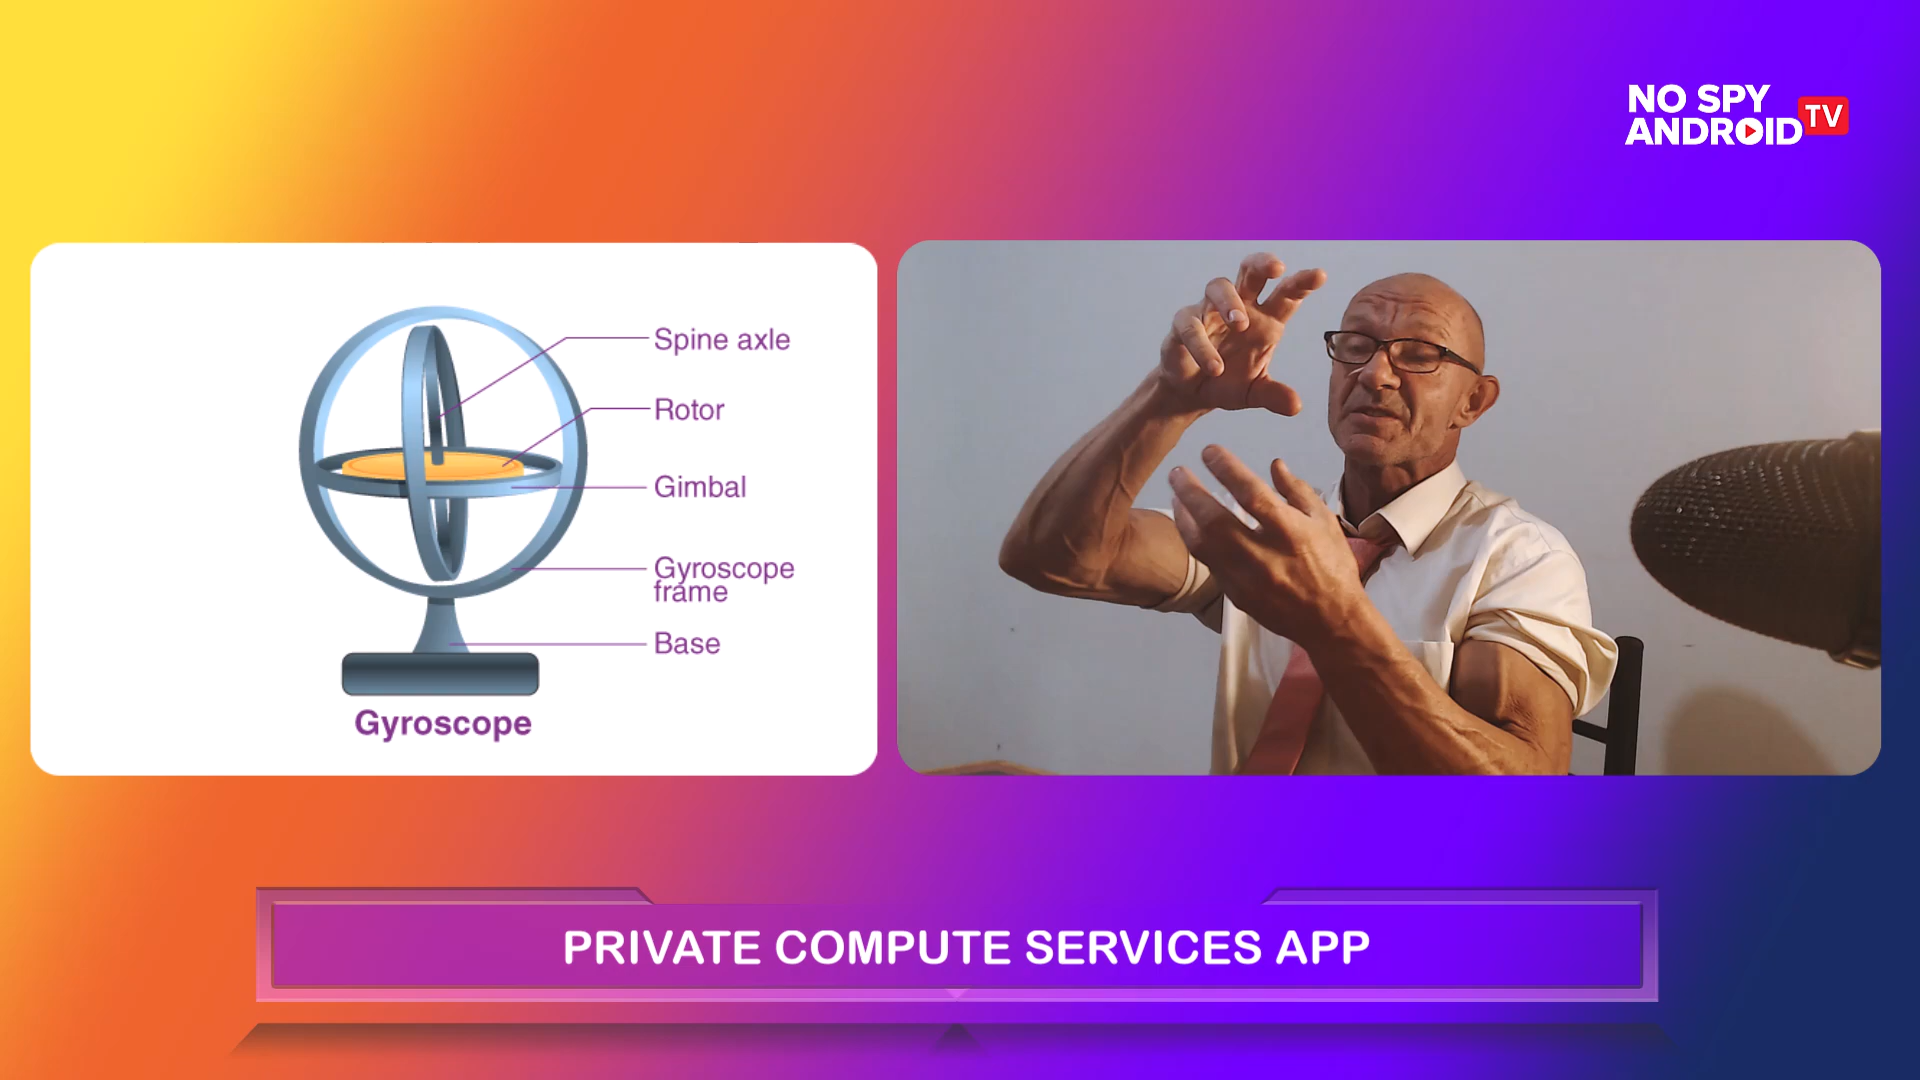 NO SPY
ANDROID TV
Spine axle
Rotor
Gimbal
Gyroscope
frame
Base
Gyroscope
PRIVATE COMPUTE SERVICES APP